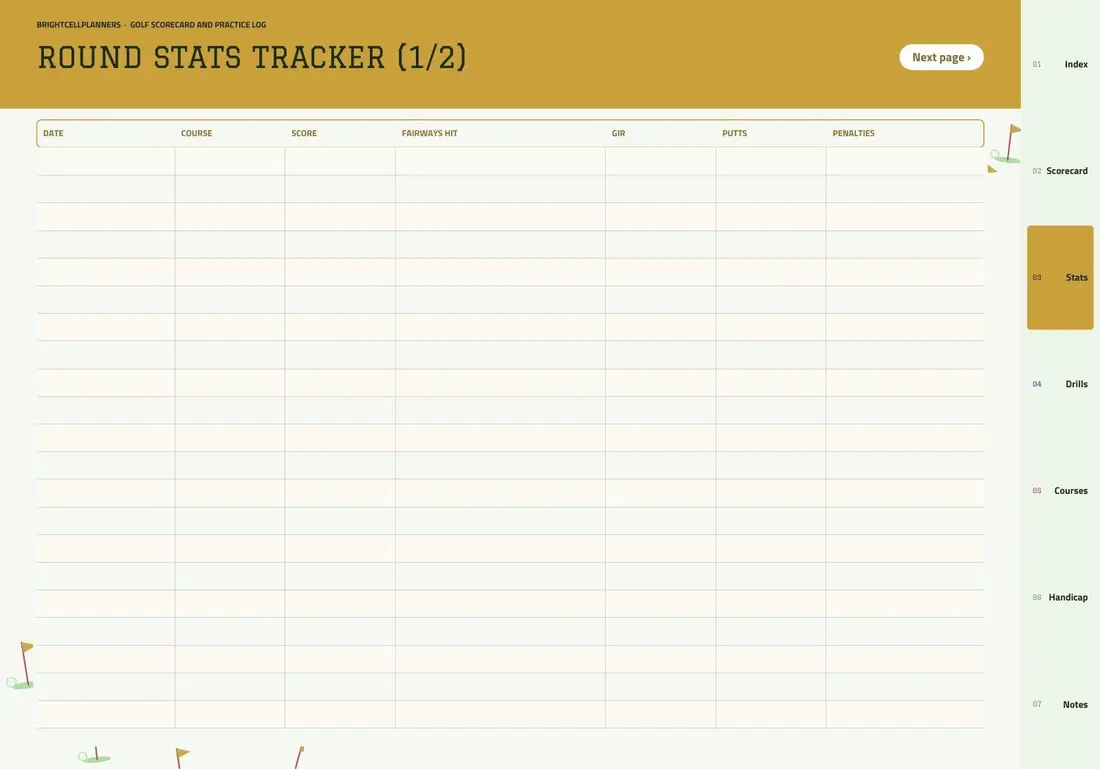 BRIGHTCELLPLANNERS · GOLF SCORECARD AND PRACTICE LOG
ROUND STATS TRACKER (1/2)
Next page ›
DATE COURSE SCORE FAIRWAYS HIT GIR PUTTS PENALTIES
01 Index
02 Scorecard
03 Stats
04 Drills
05 Courses
06 Handicap
07 Notes